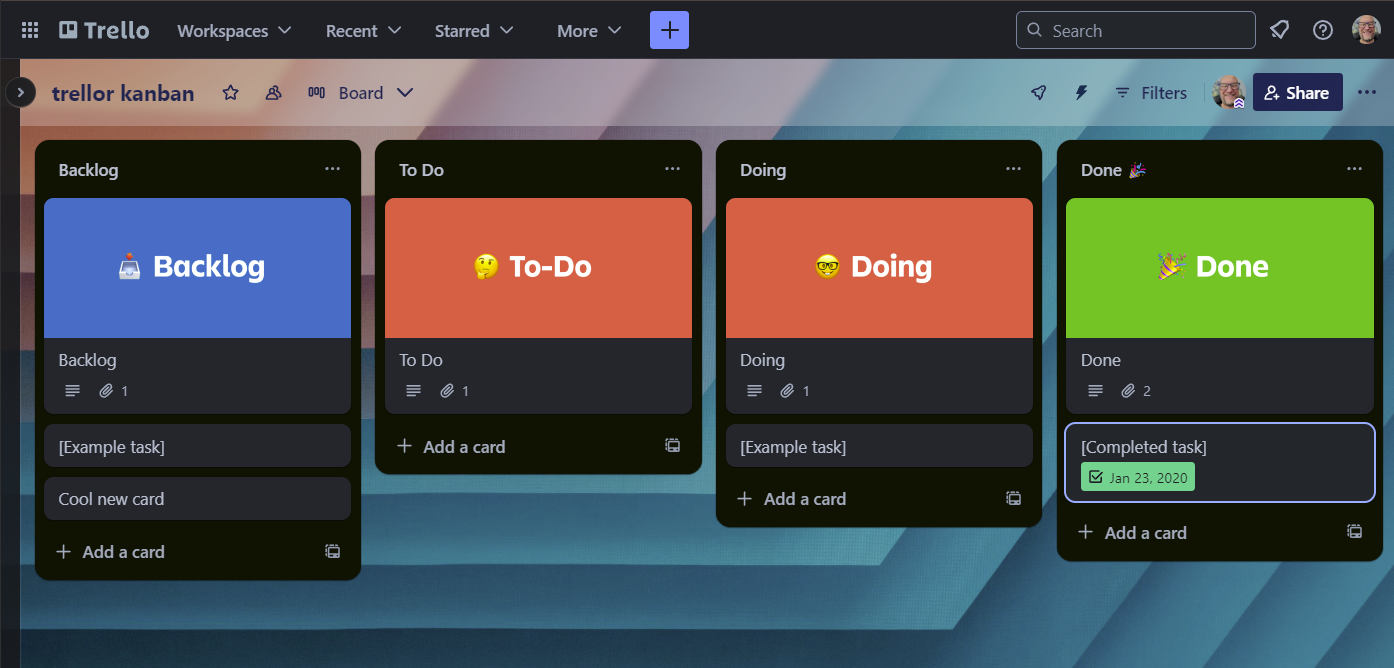 Trello
Workspaces
Recent
Starred
More
Search
trellor kanban
Board
Filters
Share
Backlog
Backlog
Backlog
1
[Example task]
Cool new card
Add a card
To Do
To-Do
To Do
1
Add a card
Doing
Doing
Doing
1
[Example task]
Add a card
Done
Done
Done
2
[Completed task]
Jan 23, 2020
Add a card